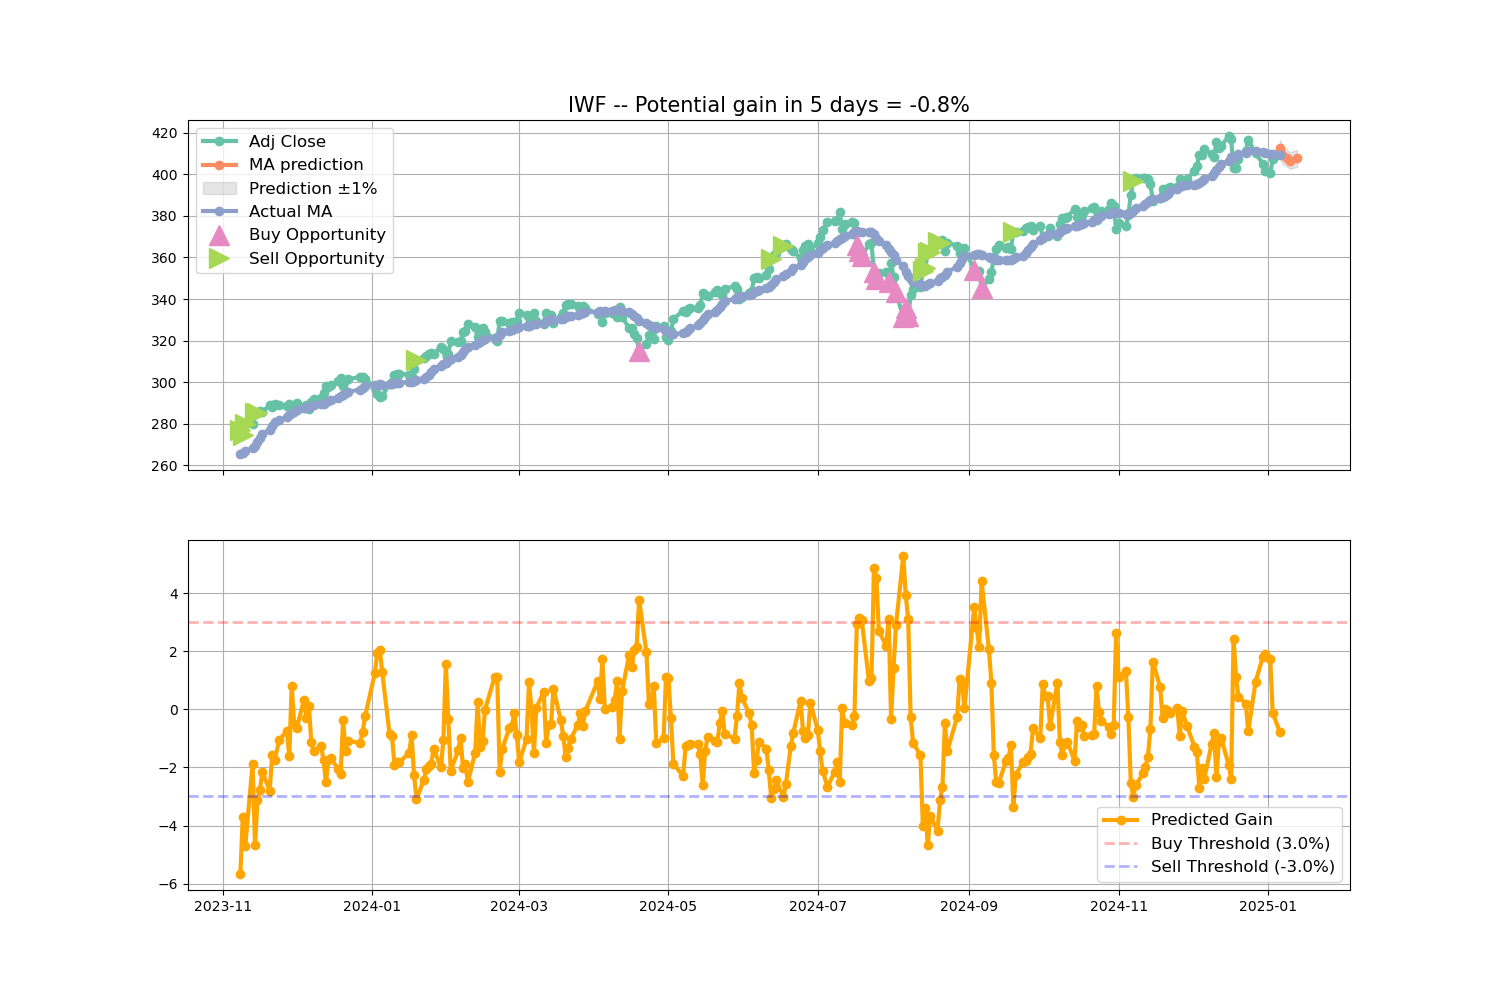 IWF -- Potential gain in 5 days = -0.8%
420
400
380
360
340
320
300
280
260
Adj Close
MA prediction
Prediction ±1%
Actual MA
Buy Opportunity
Sell Opportunity
4
2
0
−2
−4
−6
Predicted Gain
Buy Threshold (3.0%)
Sell Threshold (-3.0%)
2023-11
2024-01
2024-03
2024-05
2024-07
2024-09
2024-11
2025-01